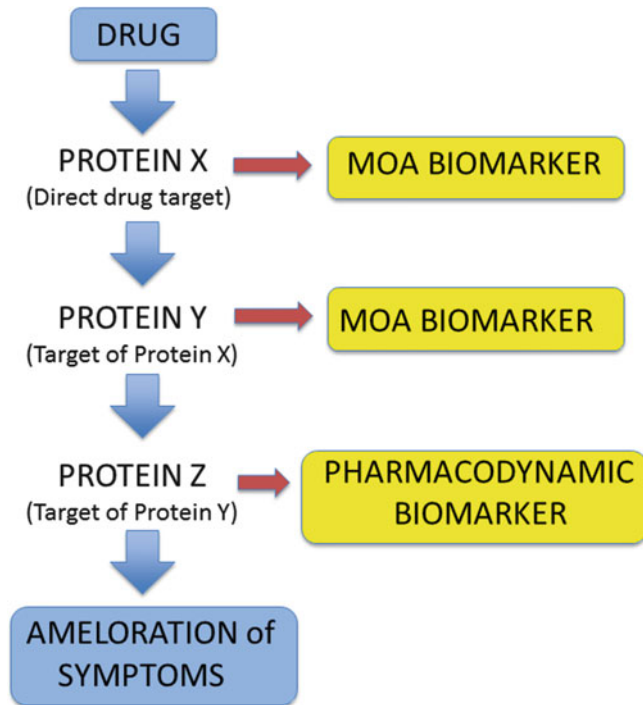 DRUG
PROTEIN X
(Direct drug target)
MOA BIOMARKER
PROTEIN Y
(Target of Protein X)
MOA BIOMARKER
PROTEIN Z
(Target of Protein Y)
PHARMACODYNAMIC
BIOMARKER
AMELORATION of
SYMPTOMS